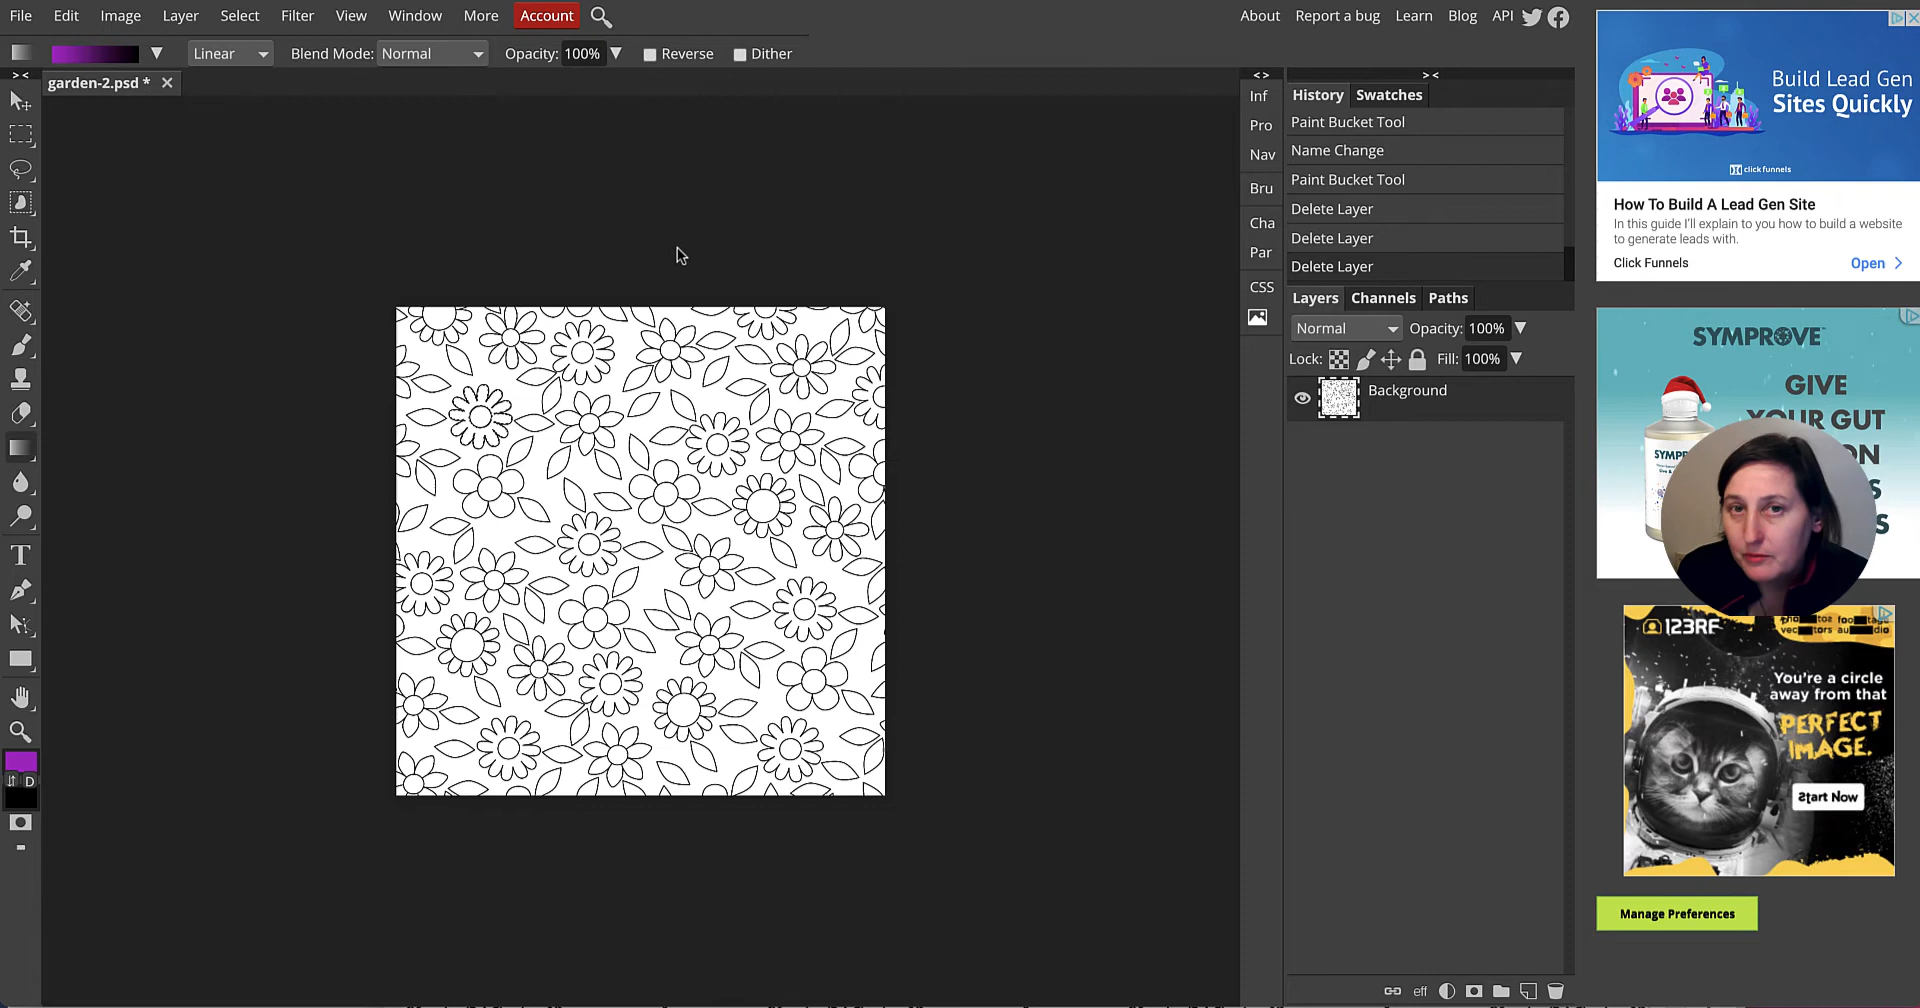 File Edit Image Layer Select Filter View Window More Account
About Report a bug Learn Blog API
Linear Blend Mode: Normal Opacity: 100% Reverse Dither
garden-2.psd *
Inf
Pro
Nav
Bru
Cha
Par
CSS
History Swatches
Paint Bucket Tool
Name Change
Paint Bucket Tool
Delete Layer
Delete Layer
Delete Layer
Layers Channels Paths
Normal Opacity: 100%
Lock: Fill: 100%
Background
eff
T
D
Build Lead Gen
Sites Quickly
click funnels
How To Build A Lead Gen Site
In this guide I'll explain to you how to build a website
to generate leads with.
Click Funnels Open
SYMPROVE
GIVE
YOUR GUT
123RF
You're a circle
away from that
PERFECT
IMAGE.
Start Now
Manage Preferences